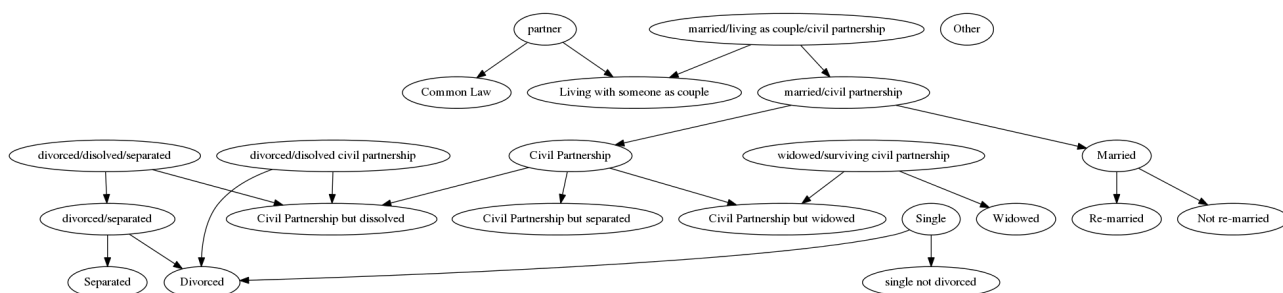 partner
married/living as couple/civil partnership
Other
Common Law
Living with someone as couple
married/civil partnership
divorced/disolved/separated
divorced/disolved civil partnership
Civil Partnership
widowed/surviving civil partnership
Married
divorced/separated
Civil Partnership but dissolved
Civil Partnership but separated
Civil Partnership but widowed
Single
Widowed
Re-married
Not re-married
Separated
Divorced
single not divorced